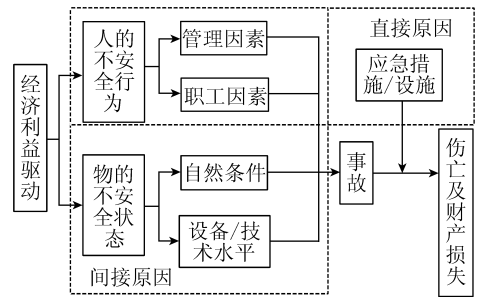 经济利益驱动
人的
不安
全行
为
管理因素
职工因素
直接原因
应急措
施/设施
物的
不安
全状
态
自然条件
设备/技
术水平
间接原因
事故
伤亡及财产损失